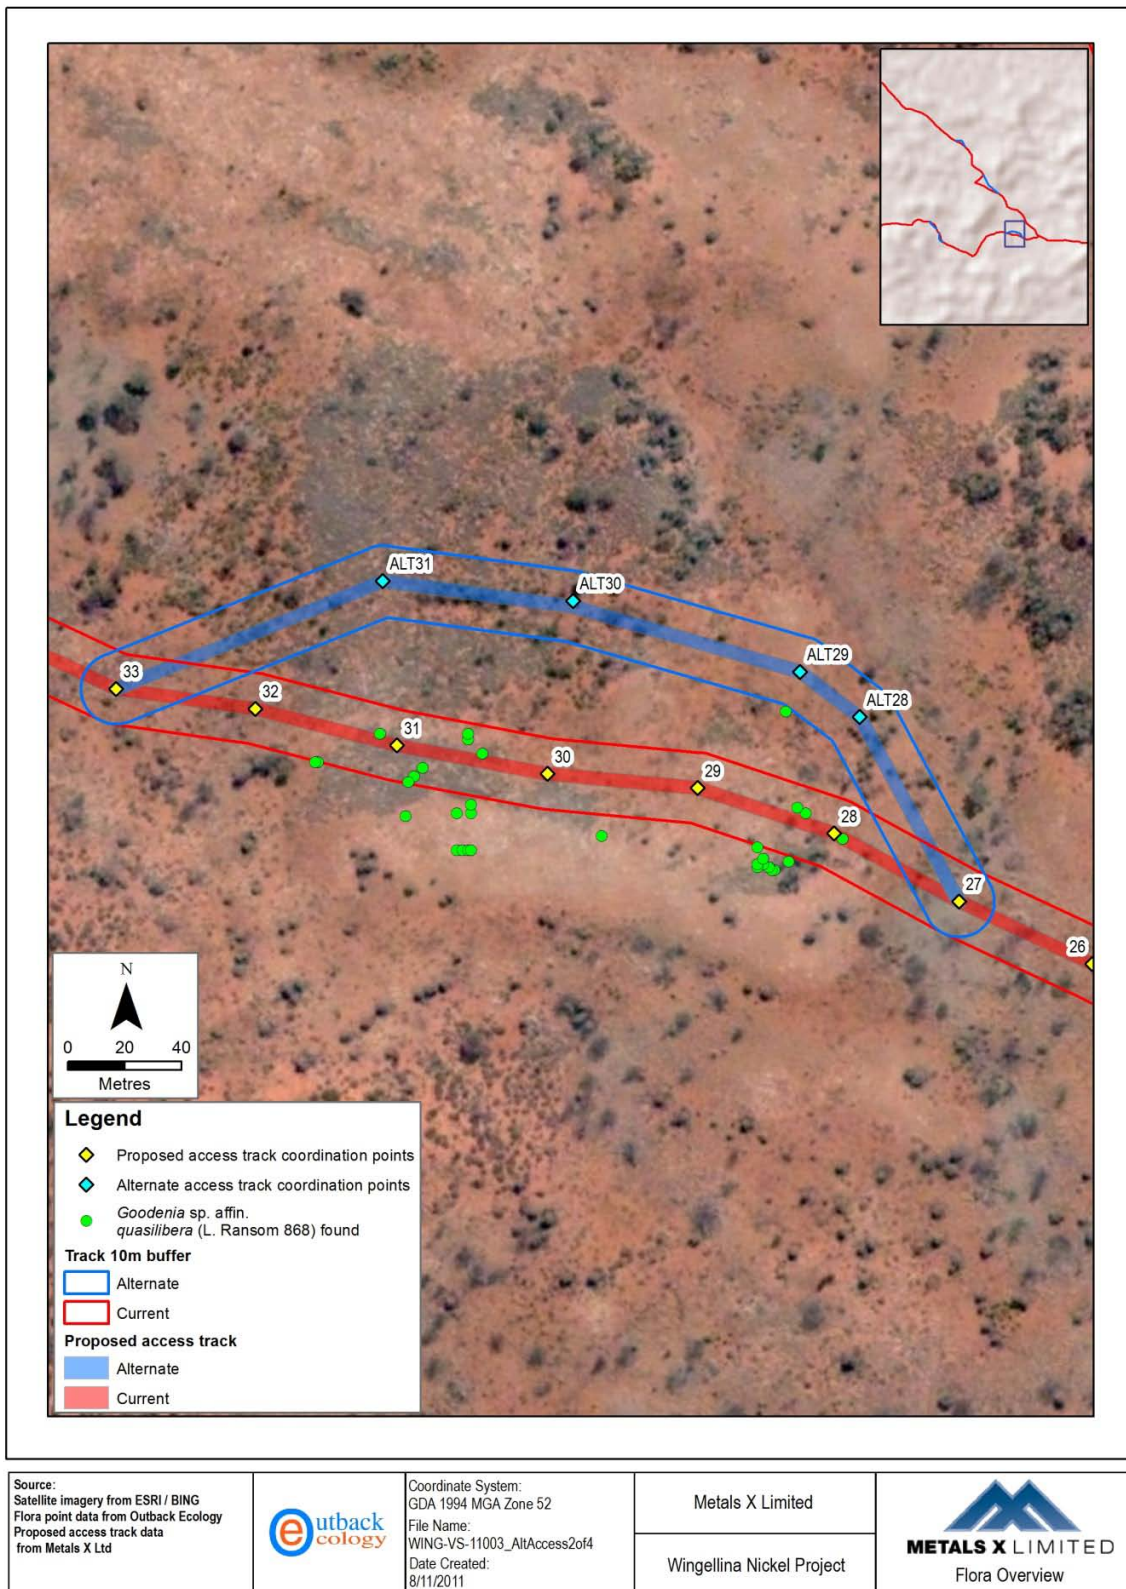 ALT31
ALT30
ALT29
ALT28
33
32
31
30
29
28
27
26
N
0 20 40
Metres
Legend
Proposed access track coordination points
Alternate access track coordination points
Goodenia sp. affin.
quasilibera (L. Ransom 868) found
Track 10m buffer
Alternate
Current
Proposed access track
Alternate
Current
Source:
Satellite imagery from ESRI / BING
Flora point data from Outback Ecology
Proposed access track data
from Metals X Ltd
utback
ecology
Coordinate System:
GDA 1994 MGA Zone 52
File Name:
WING-VS-11003_AltAccess2of4
Date Created:
8/11/2011
Metals X Limited
Wingellina Nickel Project
METALS X LIMITED
Flora Overview